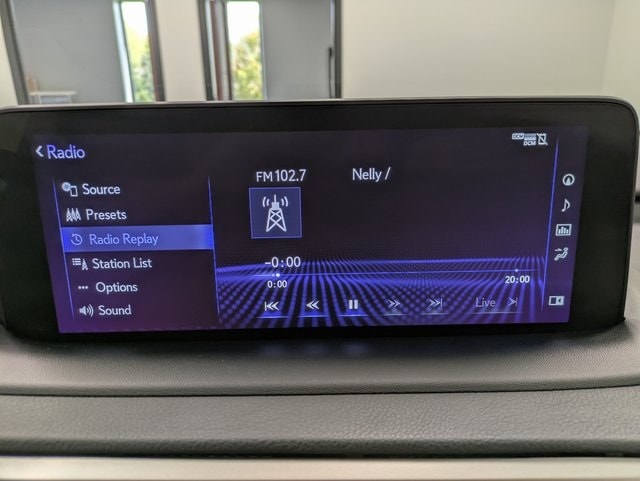 Radio
DCM
FM 102.7 Nelly /
Source
Presets
Radio Replay
Station List
Options
Sound
-0:00
0:00
20:00
Live